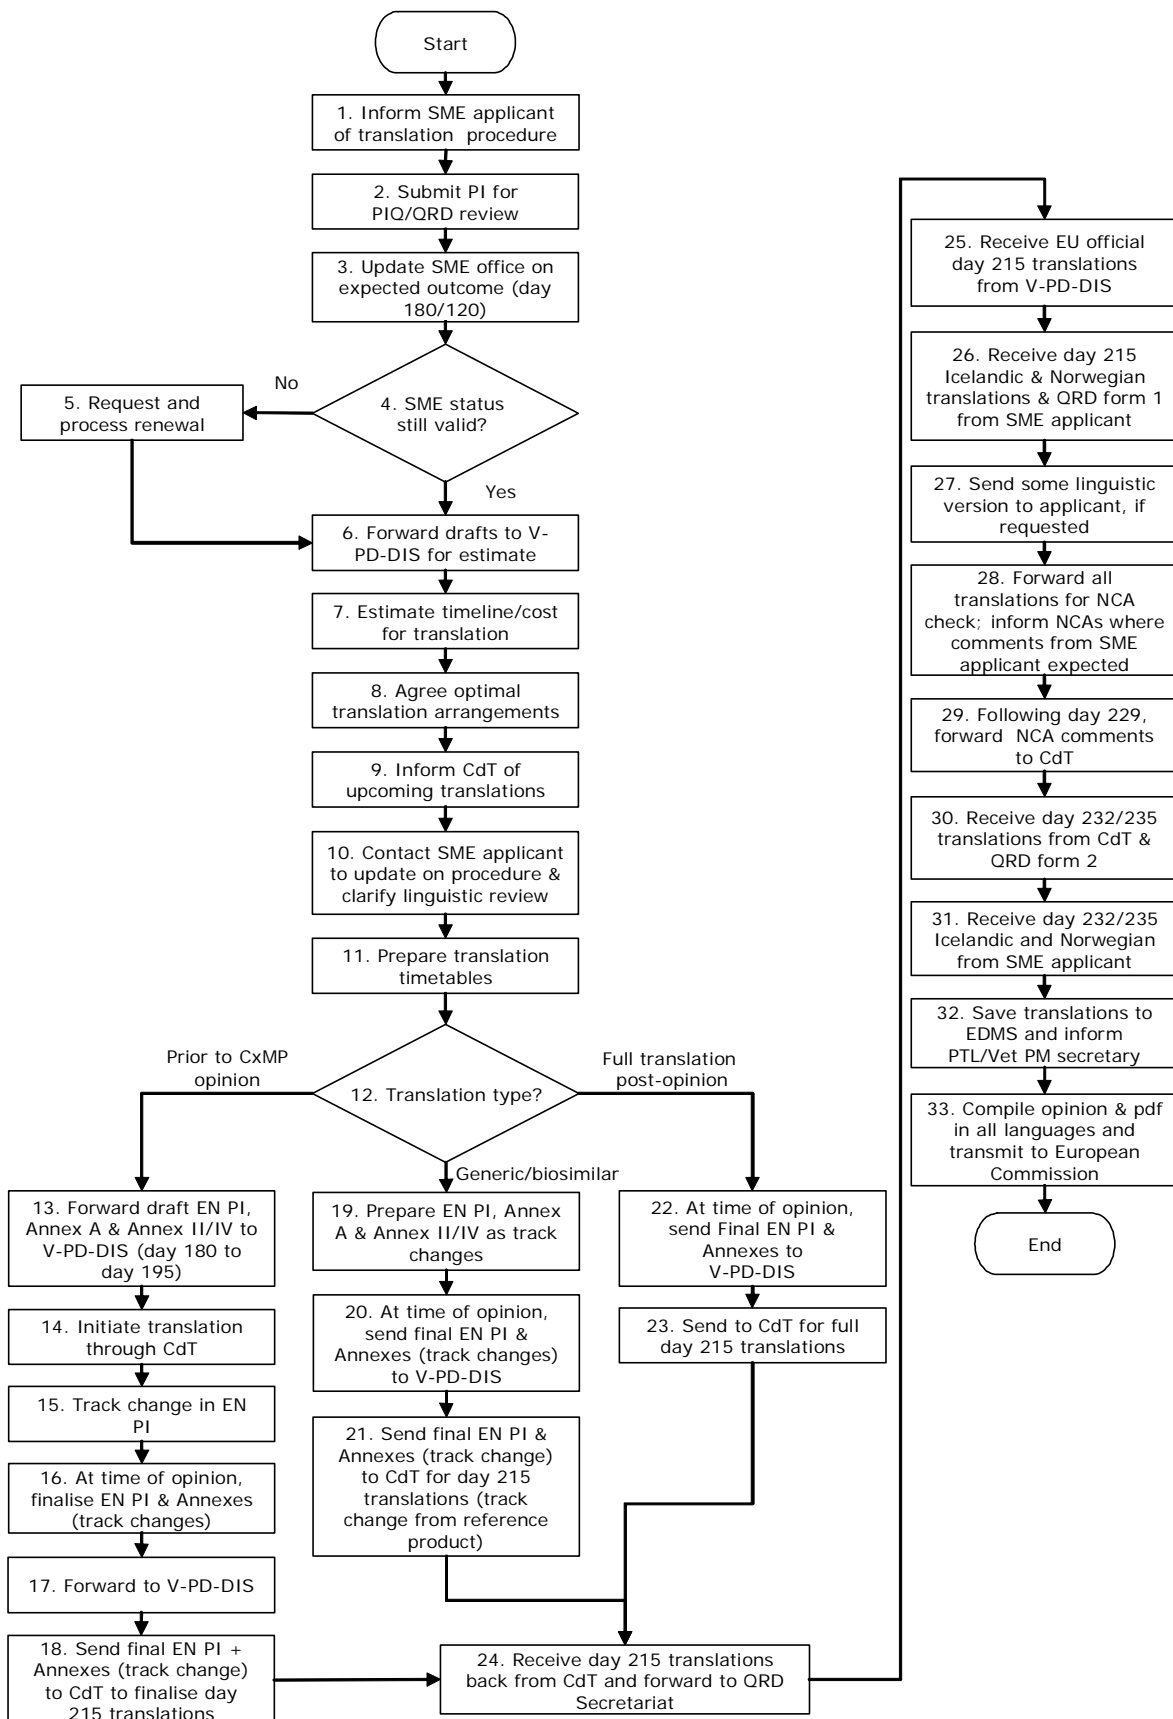 Start
1. Inform SME applicant
of translation procedure
2. Submit PI for
PIQ/QRD review
3. Update SME office on
expected outcome (day
180/120)
No
4. SME status
still valid?
5. Request and
process renewal
Yes
6. Forward drafts to V-
PD-DIS for estimate
7. Estimate timeline/cost
for translation
8. Agree optimal
translation arrangements
9. Inform CdT of
upcoming translations
10. Contact SME applicant
to update on procedure &
clarify linguistic review
11. Prepare translation
timetables
12. Translation type?
Prior to CxMP
opinion
Generic/biosimilar
Full translation
post-opinion
13. Forward draft EN PI,
Annex A & Annex II/IV to
V-PD-DIS (day 180 to
day 195)
14. Initiate translation
through CdT
15. Track change in EN
PI
16. At time of opinion,
finalise EN PI & Annexes
(track changes)
17. Forward to V-PD-DIS
18. Send final EN PI +
Annexes (track change)
to CdT to finalise day
215 translations
19. Prepare EN PI, Annex
A & Annex II/IV as track
changes
20. At time of opinion,
send final EN PI &
Annexes (track changes)
to V-PD-DIS
21. Send final EN PI &
Annexes (track change)
to CdT for day 215
translations (track
change from reference
product)
22. At time of opinion,
send Final EN PI &
Annexes to
V-PD-DIS
23. Send to CdT for full
day 215 translations
24. Receive day 215 translations
back from CdT and forward to QRD
Secretariat
25. Receive EU official
day 215 translations
from V-PD-DIS
26. Receive day 215
Icelandic & Norwegian
translations & QRD form 1
from SME applicant
27. Send some linguistic
version to applicant, if
requested
28. Forward all
translations for NCA
check; inform NCAs where
comments from SME
applicant expected
29. Following day 229,
forward NCA comments
to CdT
30. Receive day 232/235
translations from CdT &
QRD form 2
31. Receive day 232/235
Icelandic and Norwegian
from SME applicant
32. Save translations to
EDMS and inform
PTL/Vet PM secretary
33. Compile opinion & pdf
in all languages and
transmit to European
Commission
End